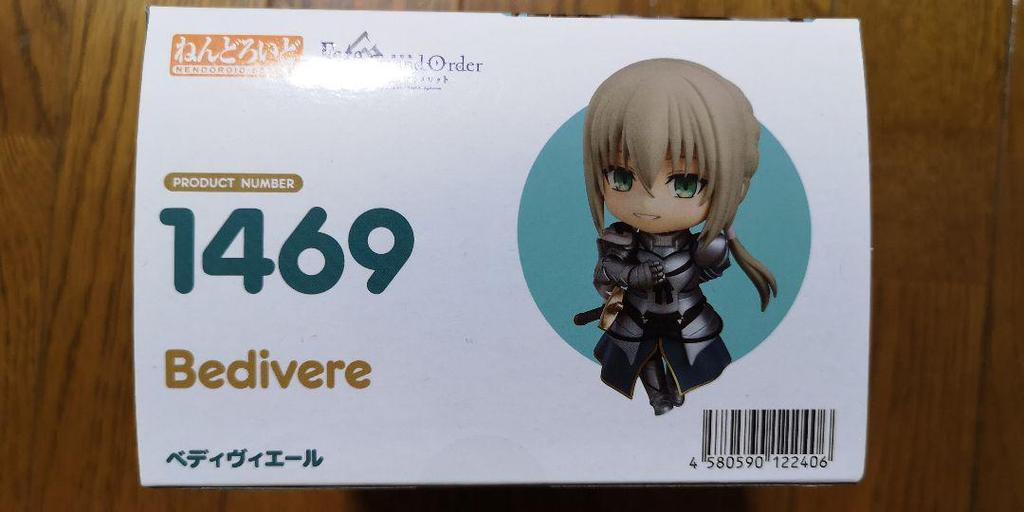 ねんどろいど
NENDOROID
Order
PRODUCT NUMBER
1469
Bedivere
ベディヴィエール
4 580590 122406